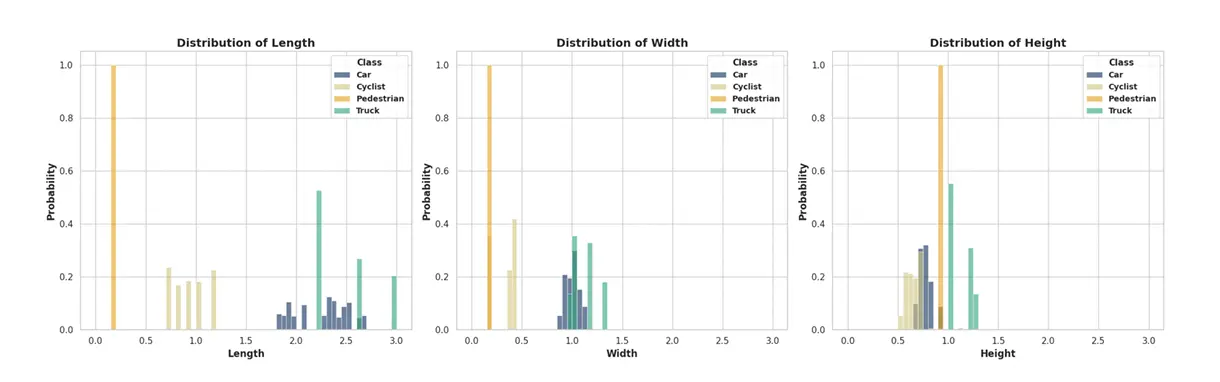 Distribution of Length
Probability
1.0
0.8
0.6
0.4
0.2
0.0
0.0 0.5 1.0 1.5 2.0 2.5 3.0
Length
Class
Car
Cyclist
Pedestrian
Truck
Distribution of Width
Probability
1.0
0.8
0.6
0.4
0.2
0.0
0.0 0.5 1.0 1.5 2.0 2.5 3.0
Width
Class
Car
Cyclist
Pedestrian
Truck
Distribution of Height
Probability
1.0
0.8
0.6
0.4
0.2
0.0
0.0 0.5 1.0 1.5 2.0 2.5 3.0
Height
Class
Car
Cyclist
Pedestrian
Truck